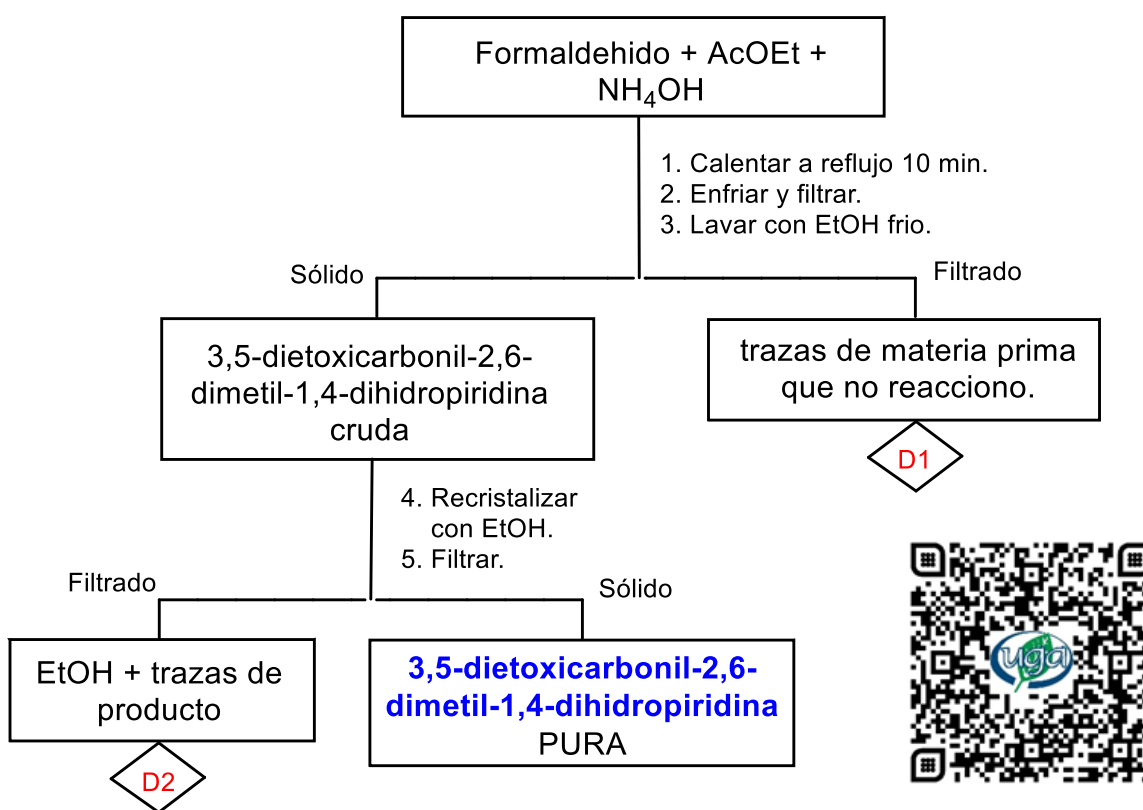 Formaldehido + AcOEt +
NH₄OH
1. Calentar a reflujo 10 min.
2. Enfriar y filtrar.
3. Lavar con EtOH frio.
Sólido
Filtrado
3,5-dietoxicarbonil-2,6-
dimetil-1,4-dihidropiridina
cruda
trazas de materia prima
que no reacciono.
D1
4. Recristalizar
con EtOH.
5. Filtrar.
Filtrado
Sólido
EtOH + trazas de
producto
3,5-dietoxicarbonil-2,6-
dimetil-1,4-dihidropiridina
PURA
D2
uga